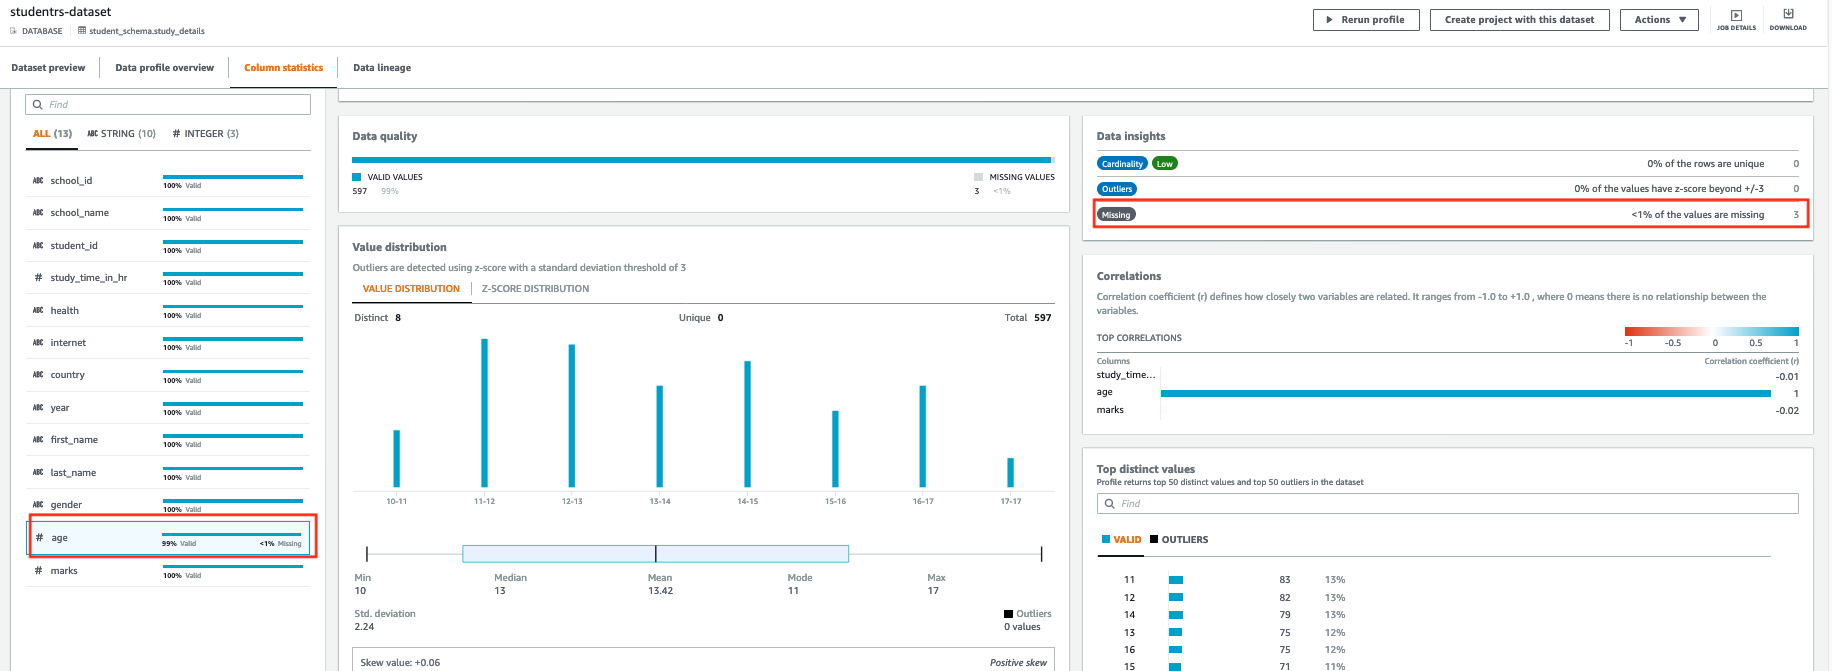 studentrs-dataset
DATABASE student_schema.study_details
Rerun profile
Create project with this dataset
Actions
JOB DETAILS
DOWNLOAD
Dataset preview
Data profile overview
Column statistics
Data lineage
Find
ALL (13) ABC STRING (10) # INTEGER (3)
ABC school_id
100% Valid
ABC school_name
100% Valid
ABC student_id
100% Valid
# study_time_in_hr
100% Valid
ABC health
100% Valid
ABC internet
100% Valid
ABC country
100% Valid
ABC year
100% Valid
ABC first_name
100% Valid
ABC last_name
100% Valid
ABC gender
100% Valid
# age
99% Valid <1% Missing
# marks
100% Valid
Data quality
VALID VALUES
597 99%
MISSING VALUES
3 <1%
Value distribution
Outliers are detected using z-score with a standard deviation threshold of 3
VALUE DISTRIBUTION Z-SCORE DISTRIBUTION
Distinct 8 Unique 0 Total 597
10-11 11-12 12-13 13-14 14-15 15-16 16-17 17-17
Min Median Mean Mode Max
10 13 13.42 11 17
Std. deviation
2.24
Outliers
0 values
Skew value: +0.06 Positive skew
Data insights
Cardinality Low 0% of the rows are unique 0
Outliers 0% of the values have z-score beyond +/-3 0
Missing <1% of the values are missing 3
Correlations
Correlation coefficient (r) defines how closely two variables are related. It ranges from -1.0 to +1.0 , where 0 means there is no relationship between the
variables.
TOP CORRELATIONS
-1 -0.5 0 0.5 1
Columns Correlation coefficient (r)
study_time... -0.01
age 1
marks -0.02
Top distinct values
Profile returns top 50 distinct values and top 50 outliers in the dataset
Find
VALID OUTLIERS
11 83 13%
12 82 13%
14 79 13%
13 75 12%
16 75 12%
15 71 11%